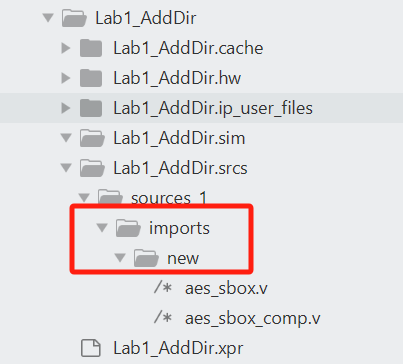 Lab1_AddDir
Lab1_AddDir.cache
Lab1_AddDir.hw
Lab1_AddDir.ip_user_files
Lab1_AddDir.sim
Lab1_AddDir.srcs
sources_1
imports
new
/* aes_sbox.v
/* aes_sbox_comp.v
Lab1_AddDir.xpr